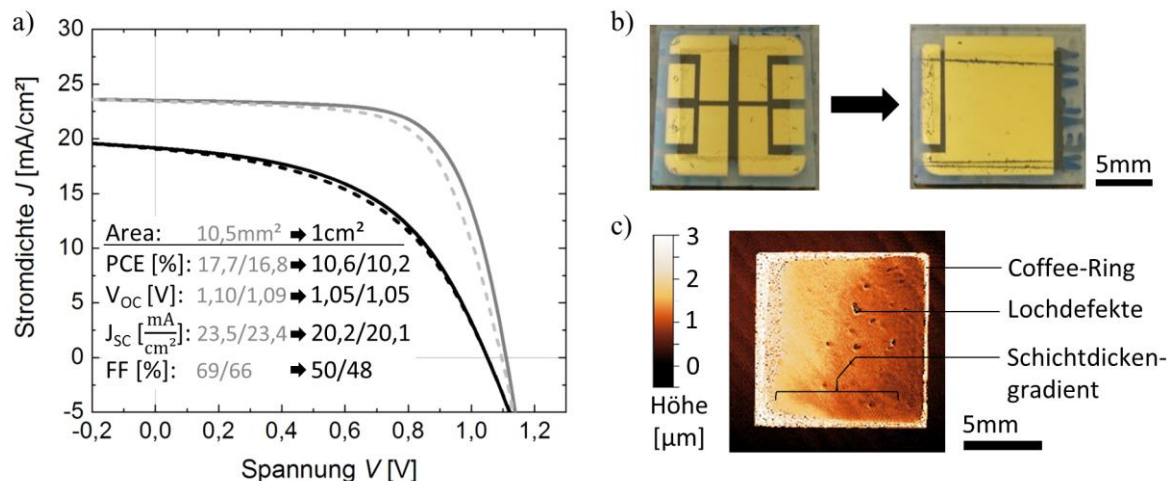 a)
30
25
20
15
10
5
0
-5
Stromdichte J [mA/cm²]
Area: 10,5mm² → 1cm²
PCE [%]: 17,7/16,8 → 10,6/10,2
V_OC [V]: 1,10/1,09 → 1,05/1,05
J_SC [mA/cm²]: 23,5/23,4 → 20,2/20,1
FF [%]: 69/66 → 50/48
-0,2 0,0 0,2 0,4 0,6 0,8 1,0 1,2
Spannung V [V]
b)
5mm
c)
3
2
1
0
Höhe
[µm]
Coffee-Ring
Lochdefekte
Schichtdicken-
gradient
5mm